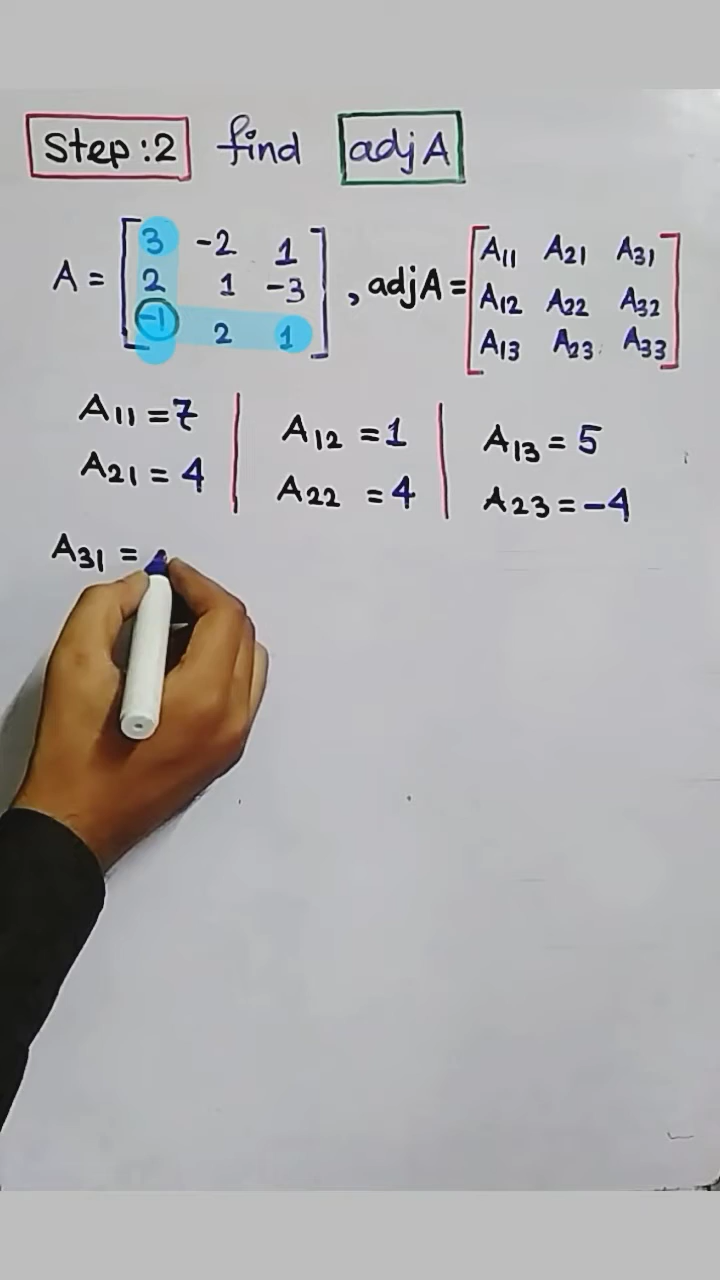 Step:2 find adj A
A = [3 -2 1
2 1 -3
-1 2 1] , adjA = [A11 A21 A31
A12 A22 A32
A13 A23 A33]
A11 = 7 | A12 = 1 | A13 = 5
A21 = 4 | A22 = 4 | A23 = -4
A31 =